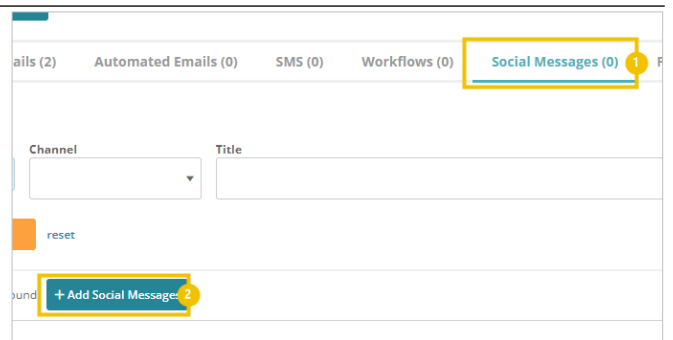 ails (2) Automated Emails (0) SMS (0) Workflows (0) Social Messages (0) 1 F
Channel Title
reset
ound + Add Social Messages 2